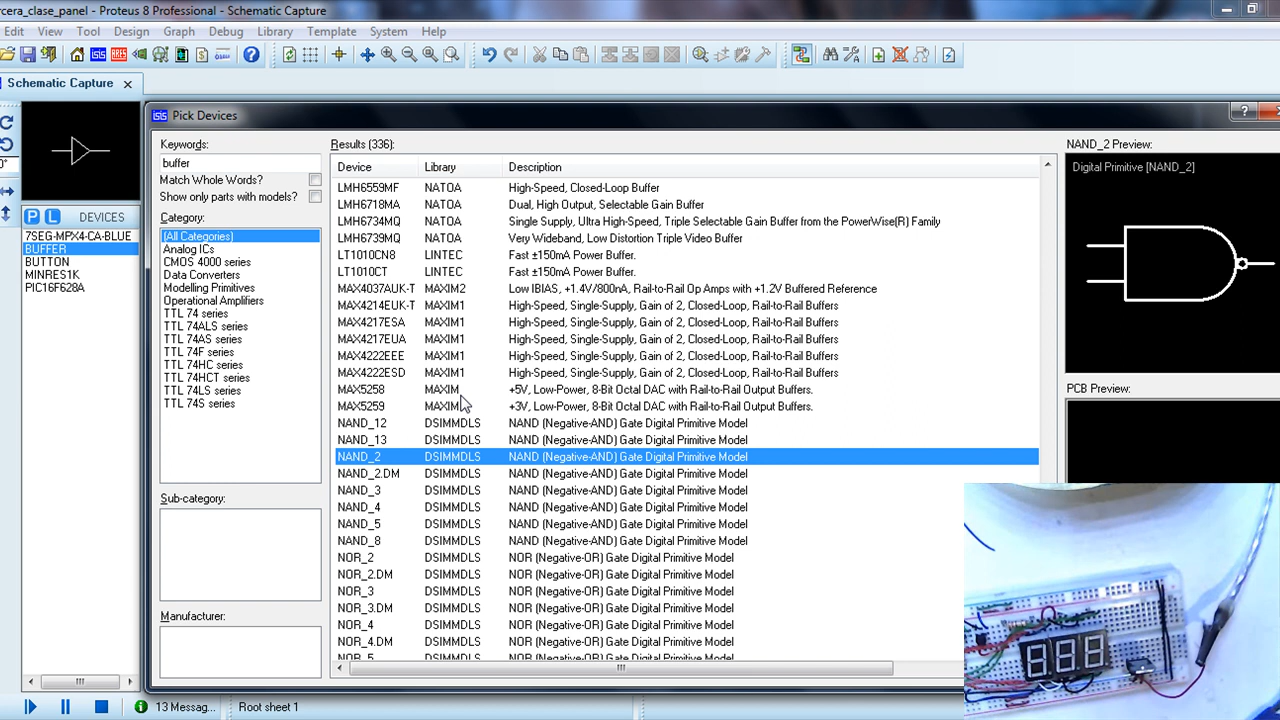 rcera_clase_panel - Proteus 8 Professional - Schematic Capture
Edit View Tool Design Graph Debug Library Template System Help
Schematic Capture
Pick Devices
Keywords:
buffer
Match Whole Words?
Show only parts with models?
Category:
(All Categories)
Analog ICs
CMOS 4000 series
Data Converters
Modelling Primitives
Operational Amplifiers
TTL 74 series
TTL 74ALS series
TTL 74AS series
TTL 74F series
TTL 74HC series
TTL 74HCT series
TTL 74LS series
TTL 74S series
Sub-category:
Manufacturer:
P L DEVICES
7SEG-MPX4-CA-BLUE
BUFFER
BUTTON
MINRES1K
PIC16F628A
Results (336):
Device Library Description
LMH6559MF NATOA High-Speed, Closed-Loop Buffer
LMH6718MA NATOA Dual, High Output, Selectable Gain Buffer
LMH6734MQ NATOA Single Supply, Ultra High-Speed, Triple Selectable Gain Buffer from the PowerWise(R) Family
LMH6739MQ NATOA Very Wideband, Low Distortion Triple Video Buffer
LT1010CN8 LINTEC Fast ±150mA Power Buffer.
LT1010CT LINTEC Fast ±150mA Power Buffer.
MAX4037AUK-T MAXIM2 Low IBIAS, +1.4V/800nA, Rail-to-Rail Op Amps with +1.2V Buffered Reference
MAX4214EUK-T MAXIM1 High-Speed, Single-Supply, Gain of 2, Closed-Loop, Rail-to-Rail Buffers
MAX4217ESA MAXIM1 High-Speed, Single-Supply, Gain of 2, Closed-Loop, Rail-to-Rail Buffers
MAX4217EUA MAXIM1 High-Speed, Single-Supply, Gain of 2, Closed-Loop, Rail-to-Rail Buffers
MAX4222EEE MAXIM1 High-Speed, Single-Supply, Gain of 2, Closed-Loop, Rail-to-Rail Buffers
MAX4222ESD MAXIM1 High-Speed, Single-Supply, Gain of 2, Closed-Loop, Rail-to-Rail Buffers
MAX5258 MAXIM +5V, Low-Power, 8-Bit Octal DAC with Rail-to-Rail Output Buffers.
MAX5259 MAXIM +3V, Low-Power, 8-Bit Octal DAC with Rail-to-Rail Output Buffers.
NAND_12 DSIMMDLS NAND (Negative-AND) Gate Digital Primitive Model
NAND_13 DSIMMDLS NAND (Negative-AND) Gate Digital Primitive Model
NAND_2 DSIMMDLS NAND (Negative-AND) Gate Digital Primitive Model
NAND_2.DM DSIMMDLS NAND (Negative-AND) Gate Digital Primitive Model
NAND_3 DSIMMDLS NAND (Negative-AND) Gate Digital Primitive Model
NAND_4 DSIMMDLS NAND (Negative-AND) Gate Digital Primitive Model
NAND_5 DSIMMDLS NAND (Negative-AND) Gate Digital Primitive Model
NAND_8 DSIMMDLS NAND (Negative-AND) Gate Digital Primitive Model
NOR_2 DSIMMDLS NOR (Negative-OR) Gate Digital Primitive Model
NOR_2.DM DSIMMDLS NOR (Negative-OR) Gate Digital Primitive Model
NOR_3 DSIMMDLS NOR (Negative-OR) Gate Digital Primitive Model
NOR_3.DM DSIMMDLS NOR (Negative-OR) Gate Digital Primitive Model
NOR_4 DSIMMDLS NOR (Negative-OR) Gate Digital Primitive Model
NOR_4.DM DSIMMDLS NOR (Negative-OR) Gate Digital Primitive Model
NOR_5 DSIMMDLS NOR (Negative-OR) Gate Digital Primitive Model
NAND_2 Preview:
Digital Primitive [NAND_2]
PCB Preview:
13 Messag... Root sheet 1